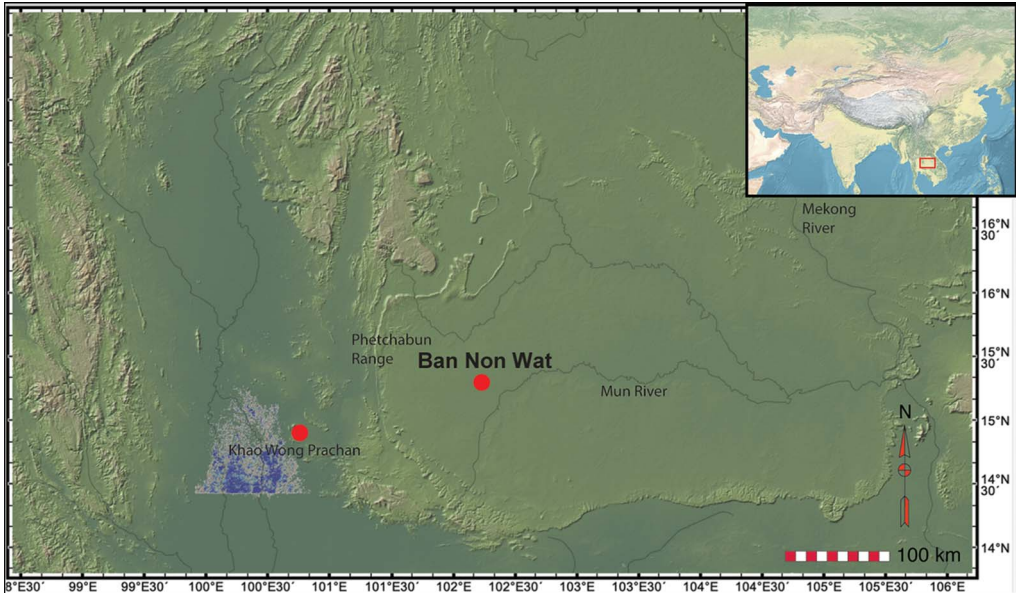 Mekong
River
16°N
30´
16°N
Phetchabun
Range
Ban Non Wat
15°N
30´
Mun River
N
15°N
Khao Wong Prachan
14°N
30´
14°N
100 km
8°E30´ 99°E 99°E30´ 100°E 100°E30´ 101°E 101°E30´ 102°E 102°E30´ 103°E 103°E30´ 104°E 104°E30´ 105°E 105°E30´ 106°E